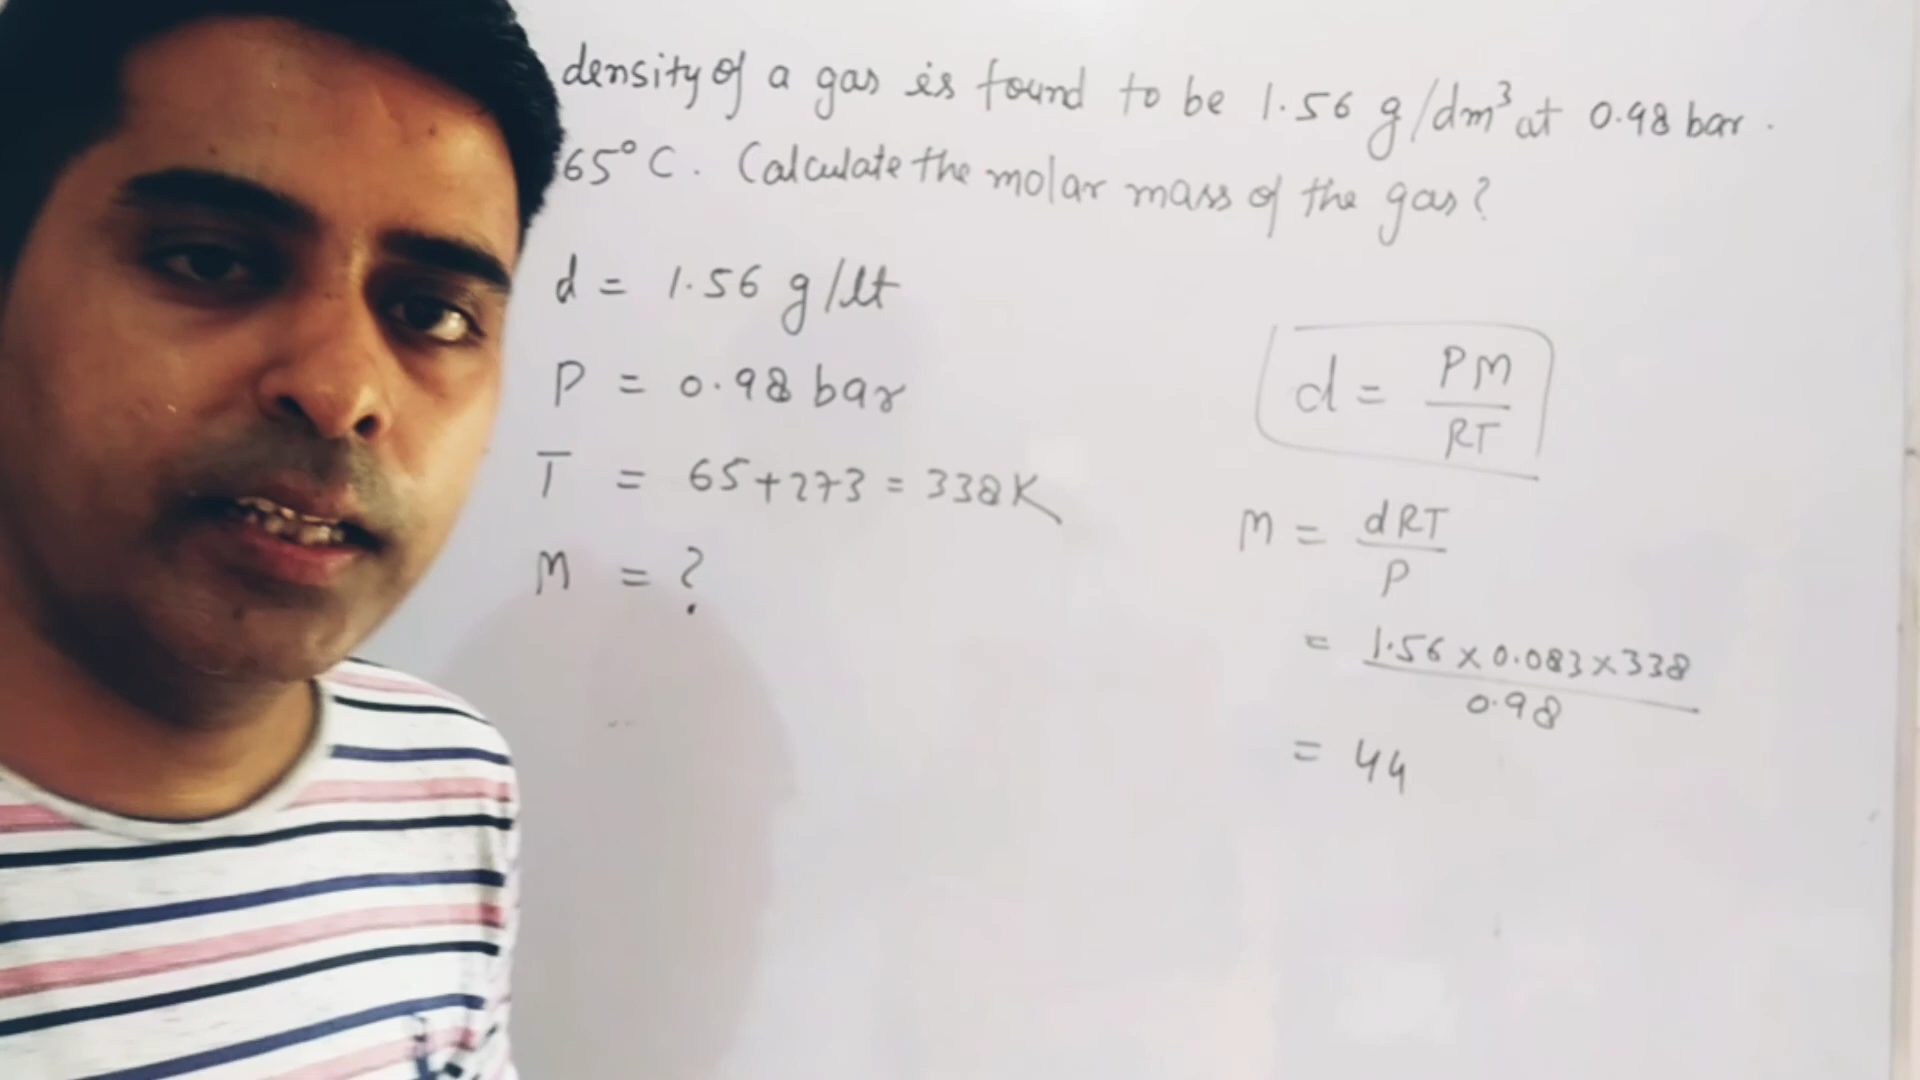 density of a gas is found to be 1.56 g/dm³ at 0.98 bar.
65°C. Calculate the molar mass of the gas?
d = 1.56 g/lt
P = 0.98 bar
T = 65+273 = 338K
M = ?
d = PM/RT
M = dRT/P
= 1.56 x 0.083 x 338/0.98
= 44